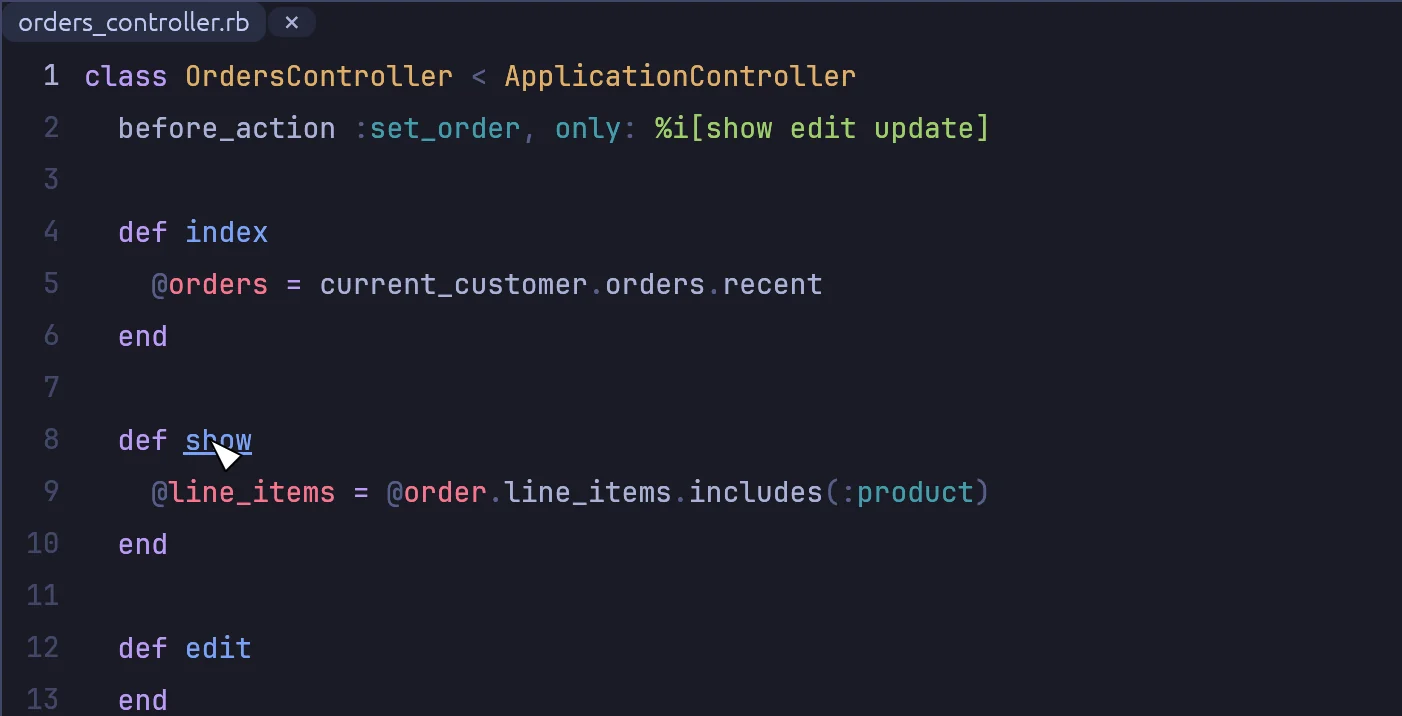 orders_controller.rb ×
1 class OrdersController < ApplicationController
2   before_action :set_order, only: %i[show edit update]
3
4   def index
5     @orders = current_customer.orders.recent
6   end
7
8   def show
9     @line_items = @order.line_items.includes(:product)
10   end
11
12   def edit
13   end